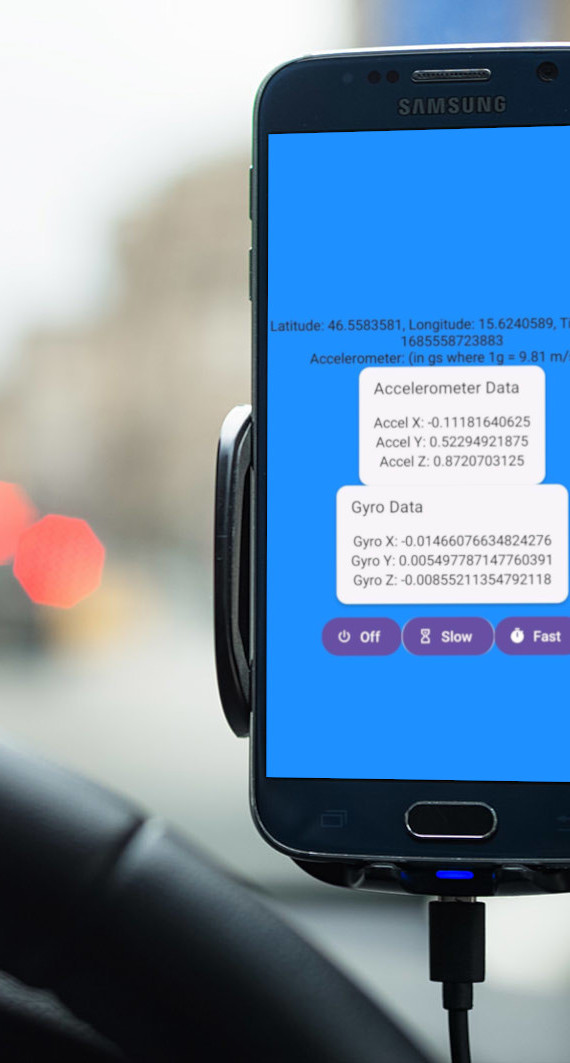 SAMSUNG
Latitude: 46.5583581, Longitude: 15.6240589,
1685558723883
Accelerometer: (in gs where 1g = 9.81
Accelerometer Data
Accel X: -0.11181640625
Accel Y: 0.52294921875
Accel Z: 0.8720703125
Gyro Data
Gyro X: -0.01466076634824276
Gyro Y: 0.005497787147760391
Gyro Z: -0.00855211354792118
Off Slow Fast